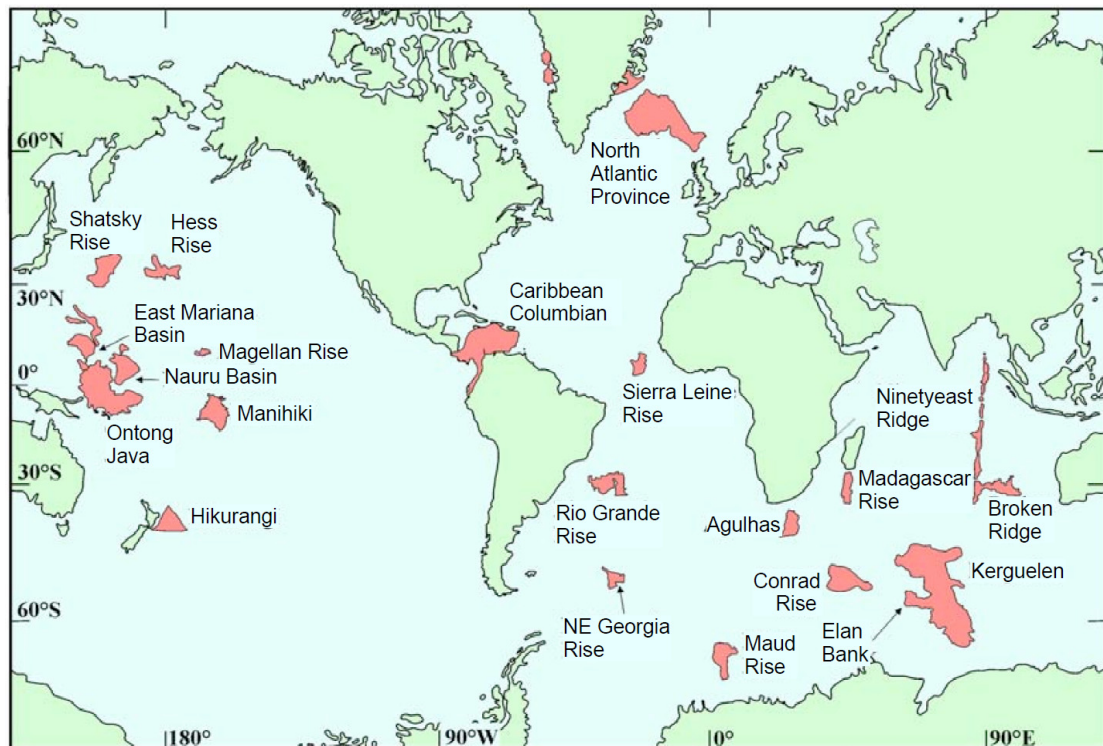 60°N
North
Atlantic
Province
Shatsky
Rise
Hess
Rise
30°N
East Mariana
Basin
Caribbean
Columbian
Magellan Rise
0°
Nauru Basin
Sierra Leine
Rise
Ninetyeast
Ridge
Manihiki
Ontong
Java
30°S
Madagascar
Rise
Broken
Ridge
Hikurangi
Rio Grande
Rise
Agulhas
Kerguelen
Conrad
Rise
60°S
NE Georgia
Rise
Maud
Rise
Elan
Bank
180°
90°W
0°
90°E